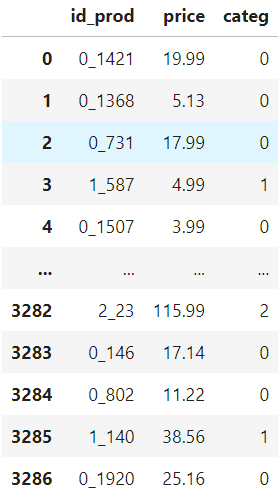 id_prod price categ
0 0_1421 19.99 0
1 0_1368 5.13 0
2 0_731 17.99 0
3 1_587 4.99 1
4 0_1507 3.99 0
... ... ... ...
3282 2_23 115.99 2
3283 0_146 17.14 0
3284 0_802 11.22 0
3285 1_140 38.56 1
3286 0_1920 25.16 0